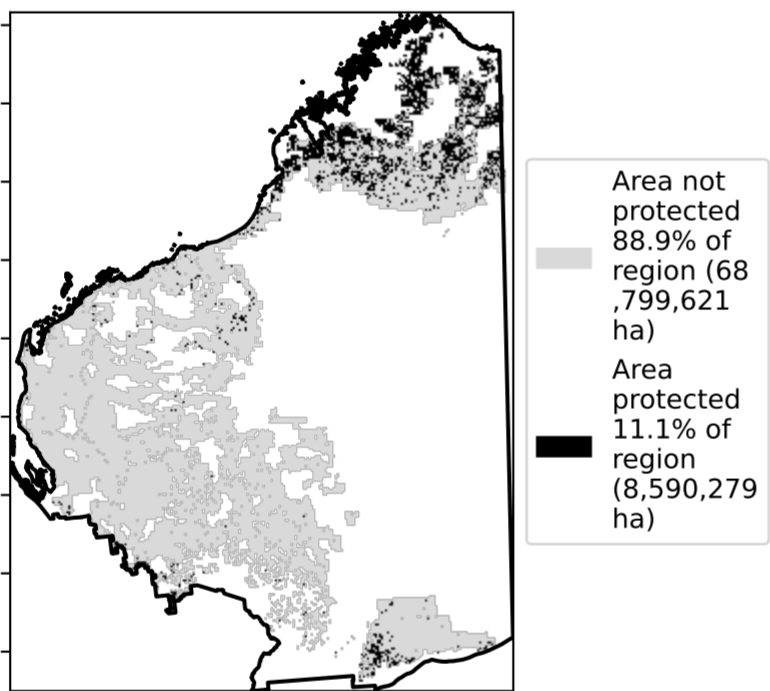 Area not
protected
88.9% of
region (68
,799,621
ha)
Area
protected
11.1% of
region
(8,590,279
ha)